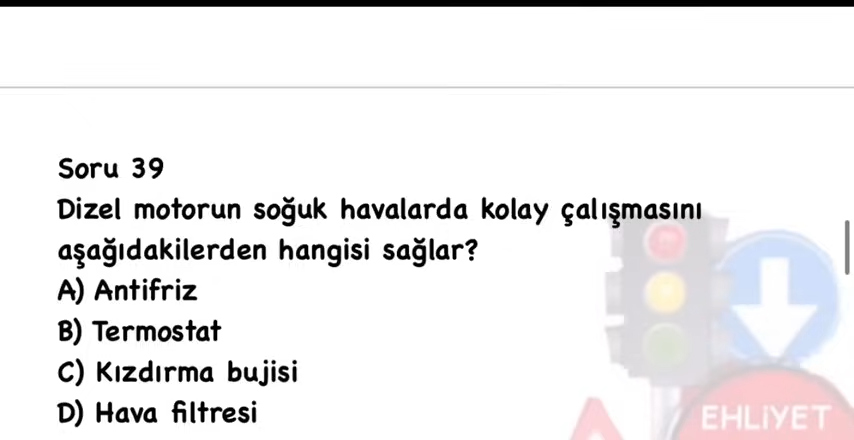 Soru 39
Dizel motorun soğuk havalarda kolay çalışmasını
aşağıdakilerden hangisi sağlar?
A) Antifriz
B) Termostat
C) Kızdırma bujisi
D) Hava filtresi
EHLİYET